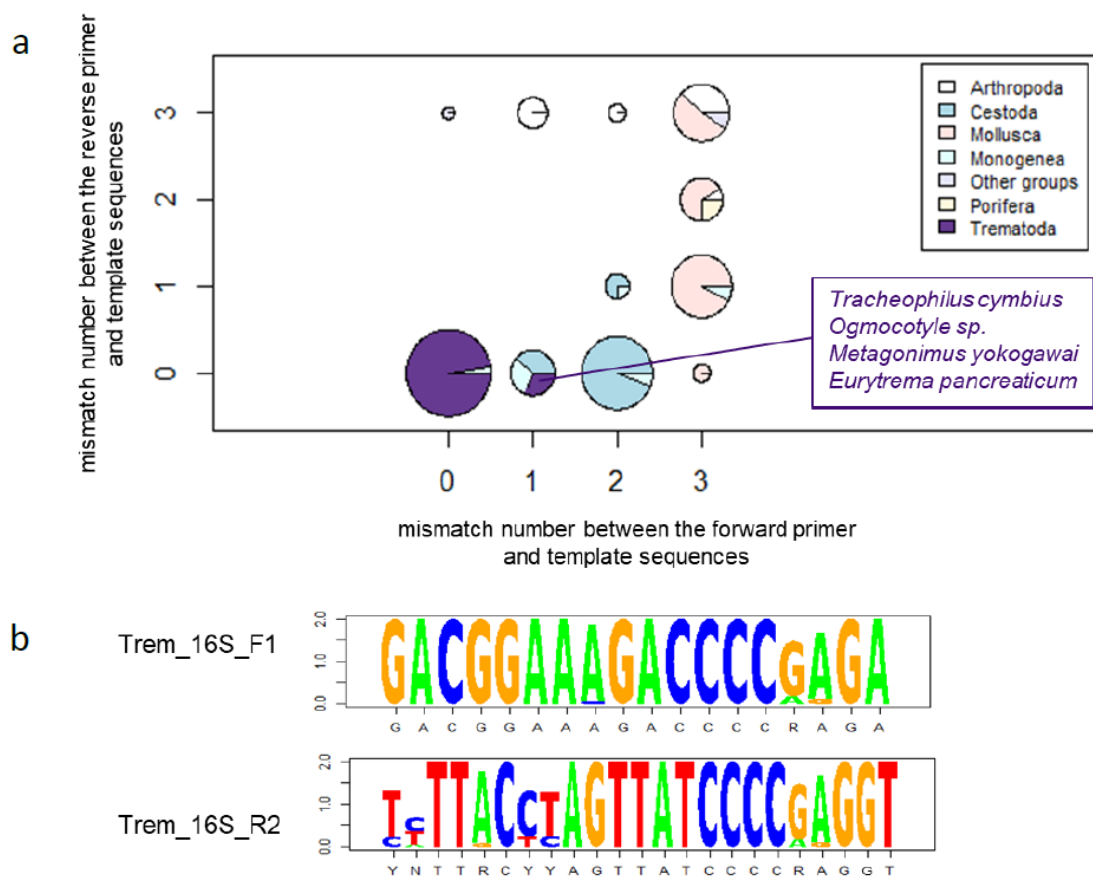 a
mismatch number between the reverse primer
and template sequences
3
2
1
0
Arthropoda
Cestoda
Mollusca
Monogenea
Other groups
Porifera
Trematoda
Tracheophilus cymbius
Ogmocotyle sp.
Metagonimus yokogawai
Eurytrema pancreaticum
0 1 2 3
mismatch number between the forward primer
and template sequences
b
Trem_16S_F1
2.0
1.0
0.0
GACGGAAAGACCCCGAGA
G A C G G A A A G A C C C C R A G A
Trem_16S_R2
2.0
1.0
0.0
TCTTACCTAGTTATCCCCGAGGT
Y N T T R C Y Y A G T T A T C C C C R A G G T